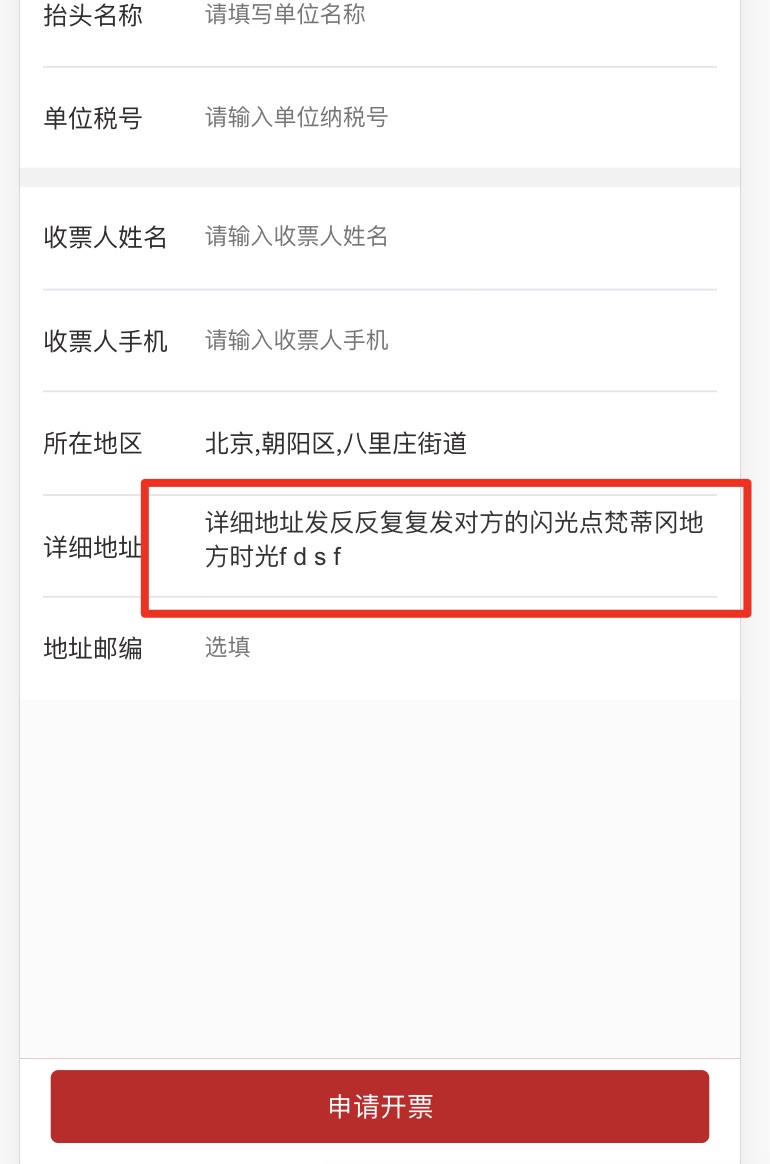 抬头名称 请填写单位名称
单位税号 请输入单位纳税号
收票人姓名 请输入收票人姓名
收票人手机 请输入收票人手机
所在地区 北京,朝阳区,八里庄街道
详细地址 详细地址发反反复复发对方的闪光点梵蒂冈地
方时光f d s f
地址邮编 选填
申请开票